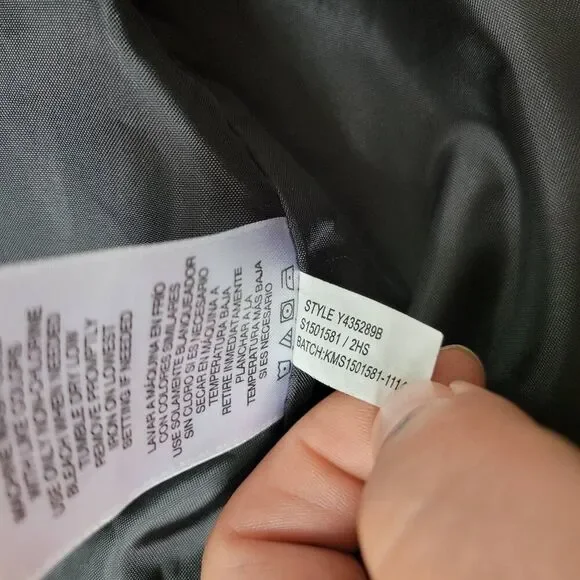 MACHINE WASH
WITH LIKE COLORS
USE ONLY NON-CHLORINE
BLEACH WHEN NEEDED
TUMBLE DRY LOW
REMOVE PROMPTLY
IRON ON LOWEST
SETTING IF NEEDED
LAVAR A MÁQUINA EN FRIO
CON COLORES SIMILARES
USE SOLAMENTE BLANQUEADOR
SIN CLORO SI ES NECESARIO
SECAR EN MÁQUINA A
TEMPERATURA BAJA
RETIRE INMEDIATAMENTE
PLANCHAR A LA
TEMPERATURA MÁS BAJA
SI ES NECESARIO
STYLE Y435289B
S1501581 / 2HS
BATCH:KMS1501581-111